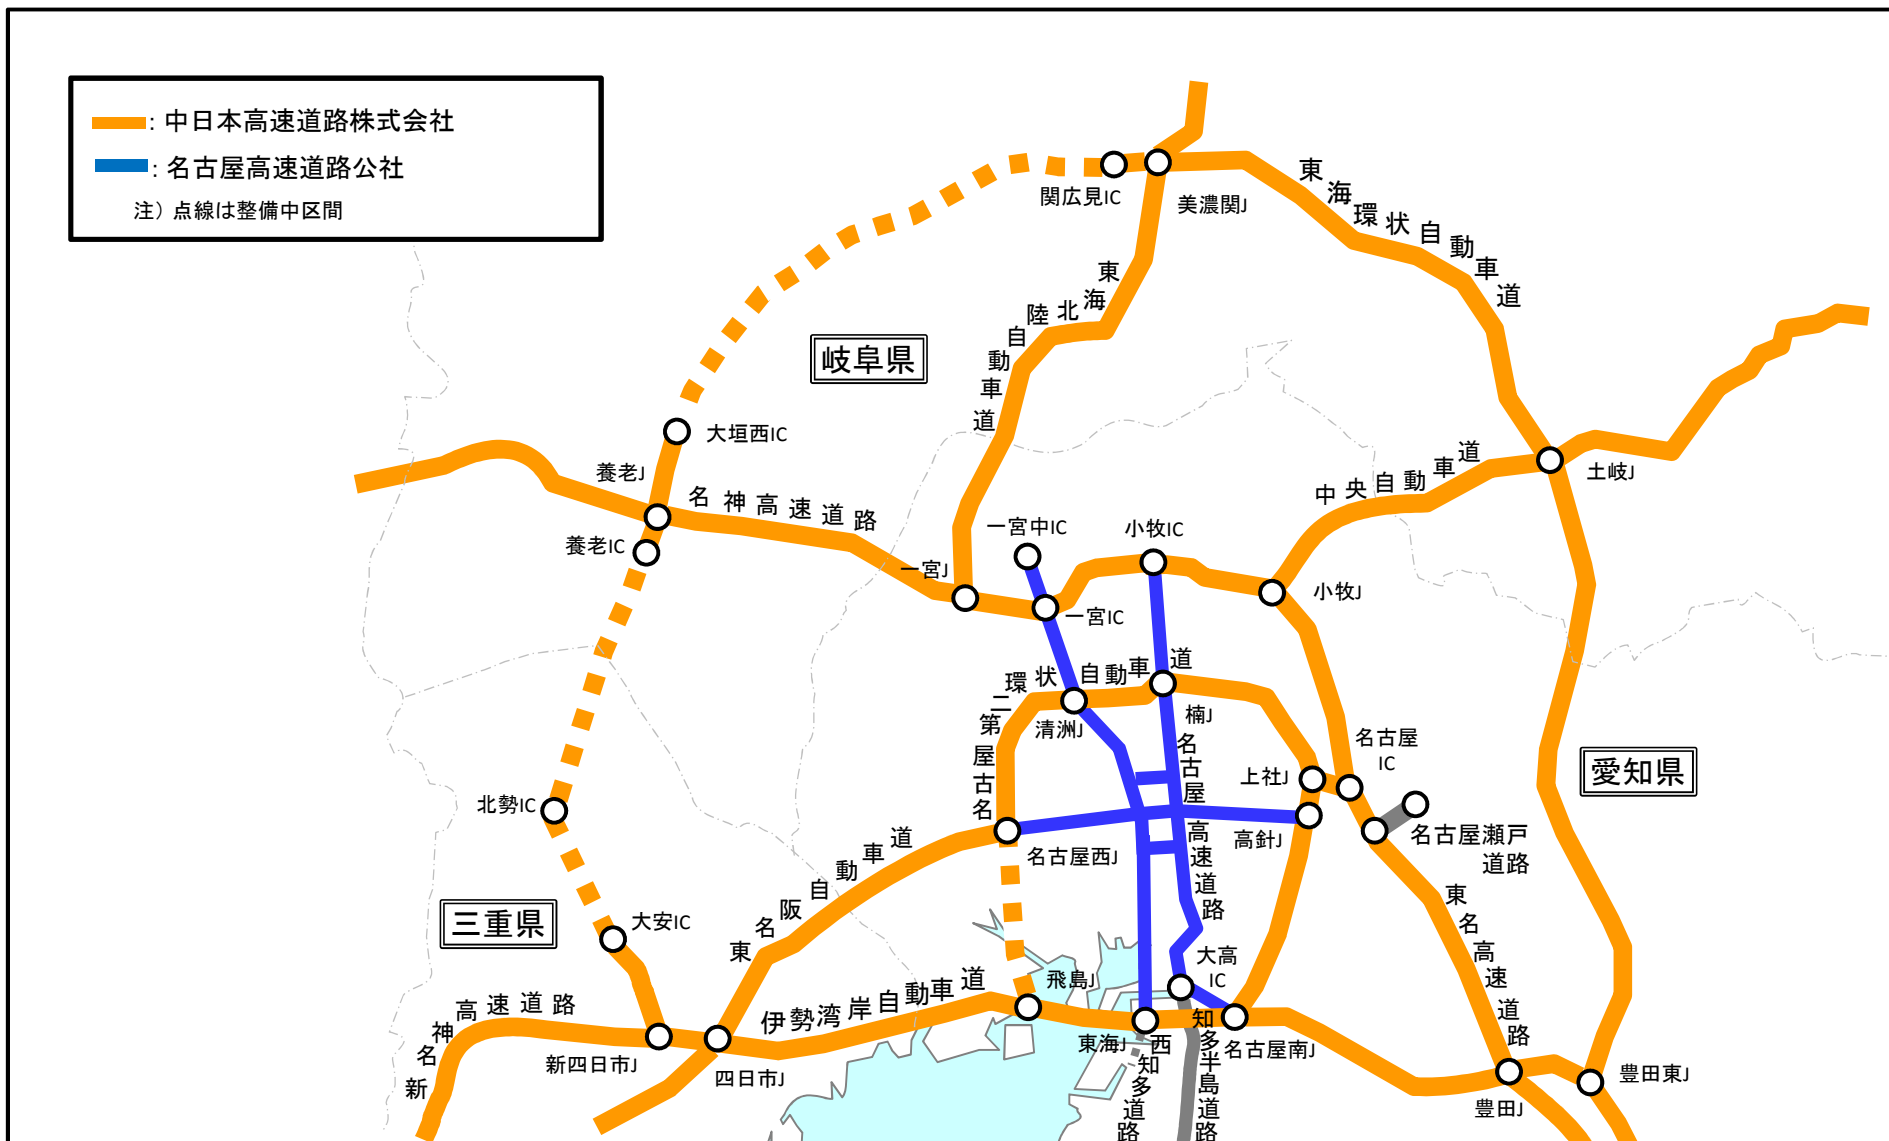 : 中日本高速道路株式会社
: 名古屋高速道路公社
注）点線は整備中区間
関広見IC
美濃関J
東海環状自動車道
東海北陸自動車道
岐阜県
大垣西IC
養老J
名神高速道路
養老IC
一宮J
一宮中IC
小牧IC
一宮IC
小牧J
中央自動車道
土岐J
名古屋第二環状自動車道
清洲J
楠J
名古屋高速道路
上社J
名古屋
IC
愛知県
高針J
名古屋瀬戸
道路
北勢IC
名古屋西J
東名阪自動車道
三重県
大安IC
東名高速道路
大高
IC
飛島J
伊勢湾岸自動車道
新名神高速道路
新四日市J
四日市J
東海J
西知多道路
知多半島道路
名古屋南J
豊田J
豊田東J